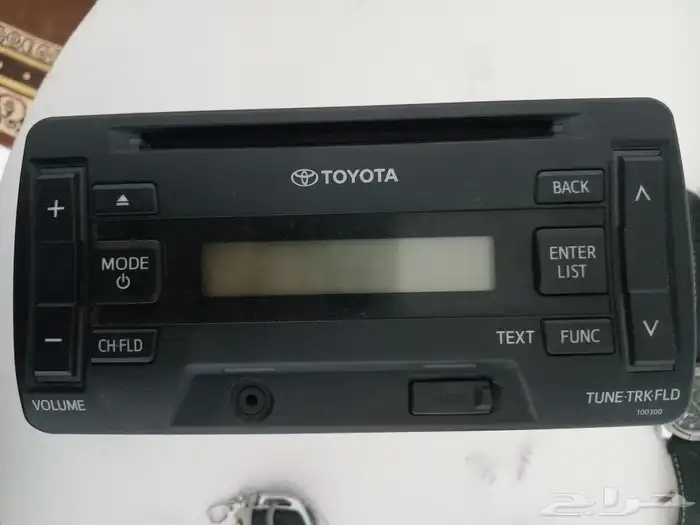 TOYOTA
BACK
+
MODE
ENTER
LIST
−
CH·FLD
TEXT
FUNC
VOLUME
TUNE·TRK·FLD
100300
حراج